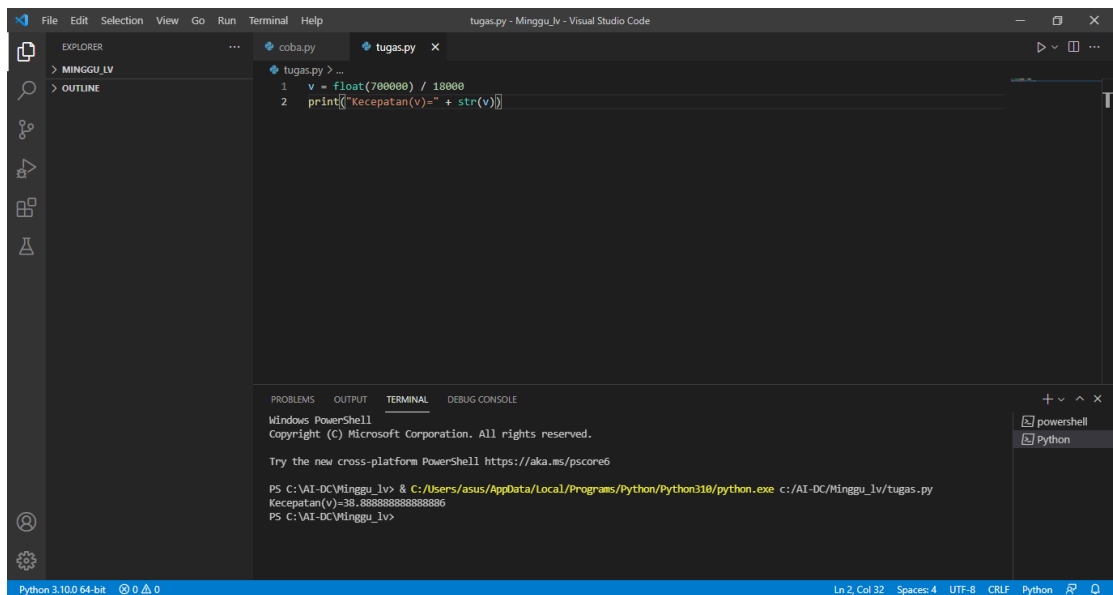 File Edit Selection View Go Run Terminal Help tugas.py - Minggu_lv - Visual Studio Code
EXPLORER
MINGGU_LV
OUTLINE
coba.py tugas.py
tugas.py > ...
1 v = float(700000) / 18000
2 print("Kecepatan(v)=" + str(v))
PROBLEMS OUTPUT TERMINAL DEBUG CONSOLE
Windows PowerShell
Copyright (C) Microsoft Corporation. All rights reserved.
Try the new cross-platform PowerShell https://aka.ms/pscore6
PS C:\AI-DC\Minggu_lv> & C:/Users/asus/AppData/Local/Programs/Python/Python310/python.exe c:/AI-DC/Minggu_lv/tugas.py
Kecepatan(v)=38.888888888888886
PS C:\AI-DC\Minggu_lv>
powershell
Python
Python 3.10.0 64-bit 0 0 Ln 2, Col 32 Spaces: 4 UTF-8 CRLF Python